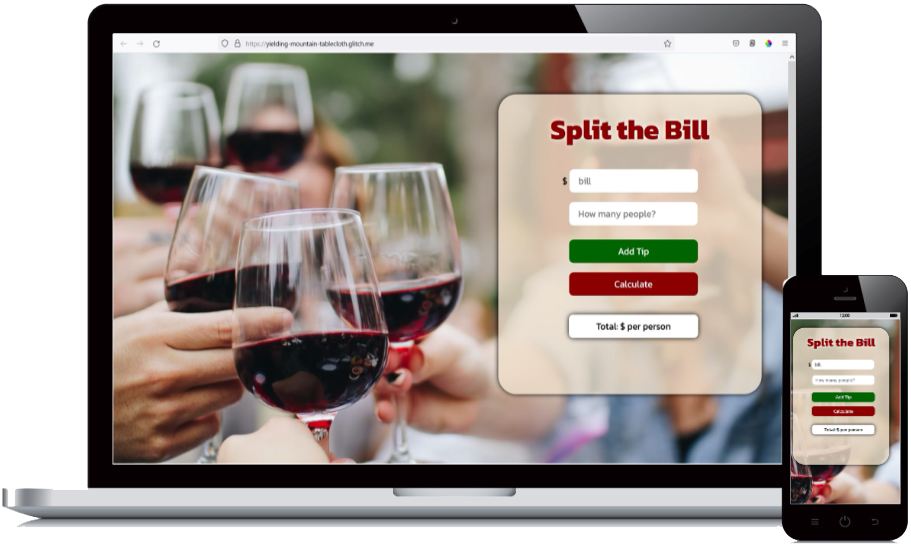 https://yielding-mountain-tablecloth.glitch.me
Split the Bill
$ bill
How many people?
Add Tip
Calculate
Total: $ per person
12:00
Split the Bill
$ bill
How many people?
Add Tip
Calculate
Total: $ per person